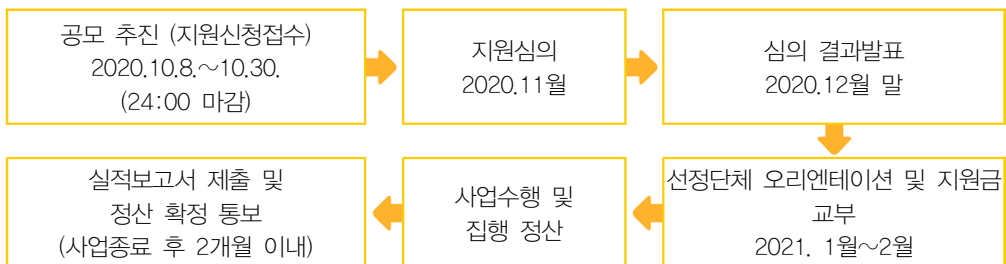 공모 추진 (지원신청접수)
2020.10.8.∼10.30.
(24:00 마감)
지원심의
2020.11월
심의 결과발표
2020.12월 말
선정단체 오리엔테이션 및 지원금
교부
2021. 1월∼2월
사업수행 및
집행 정산
실적보고서 제출 및
정산 확정 통보
(사업종료 후 2개월 이내)